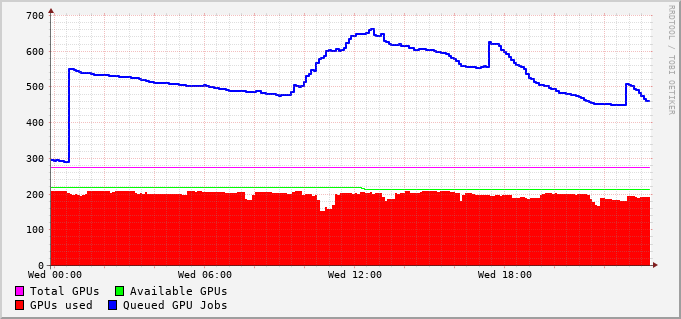 700
600
500
400
300
200
100
0
Wed 00:00 Wed 06:00 Wed 12:00 Wed 18:00
Total GPUs Available GPUs
GPUs used Queued GPU Jobs
RRDTOOL / TOBI OETIKER